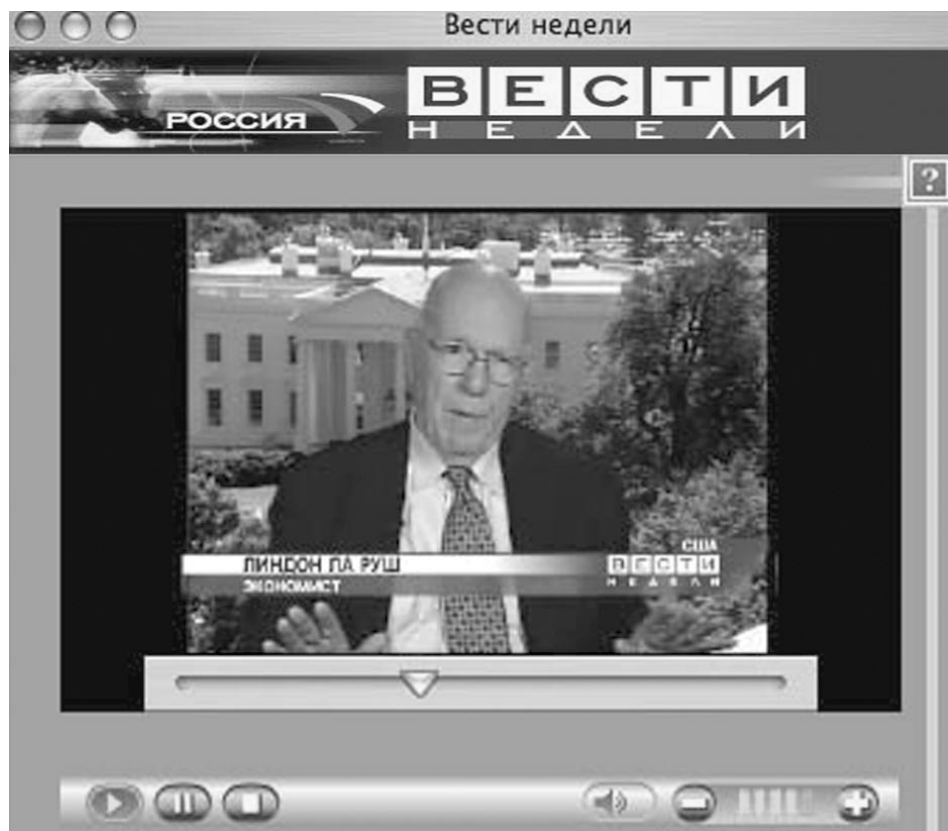 Вести недели
РОССИЯ
ВЕСТИ
НЕДЕЛИ
?
США
ЛИНДОН ЛА РУШ
ВЕСТИ
НЕДЕЛИ
ЭКОНОМИСТ